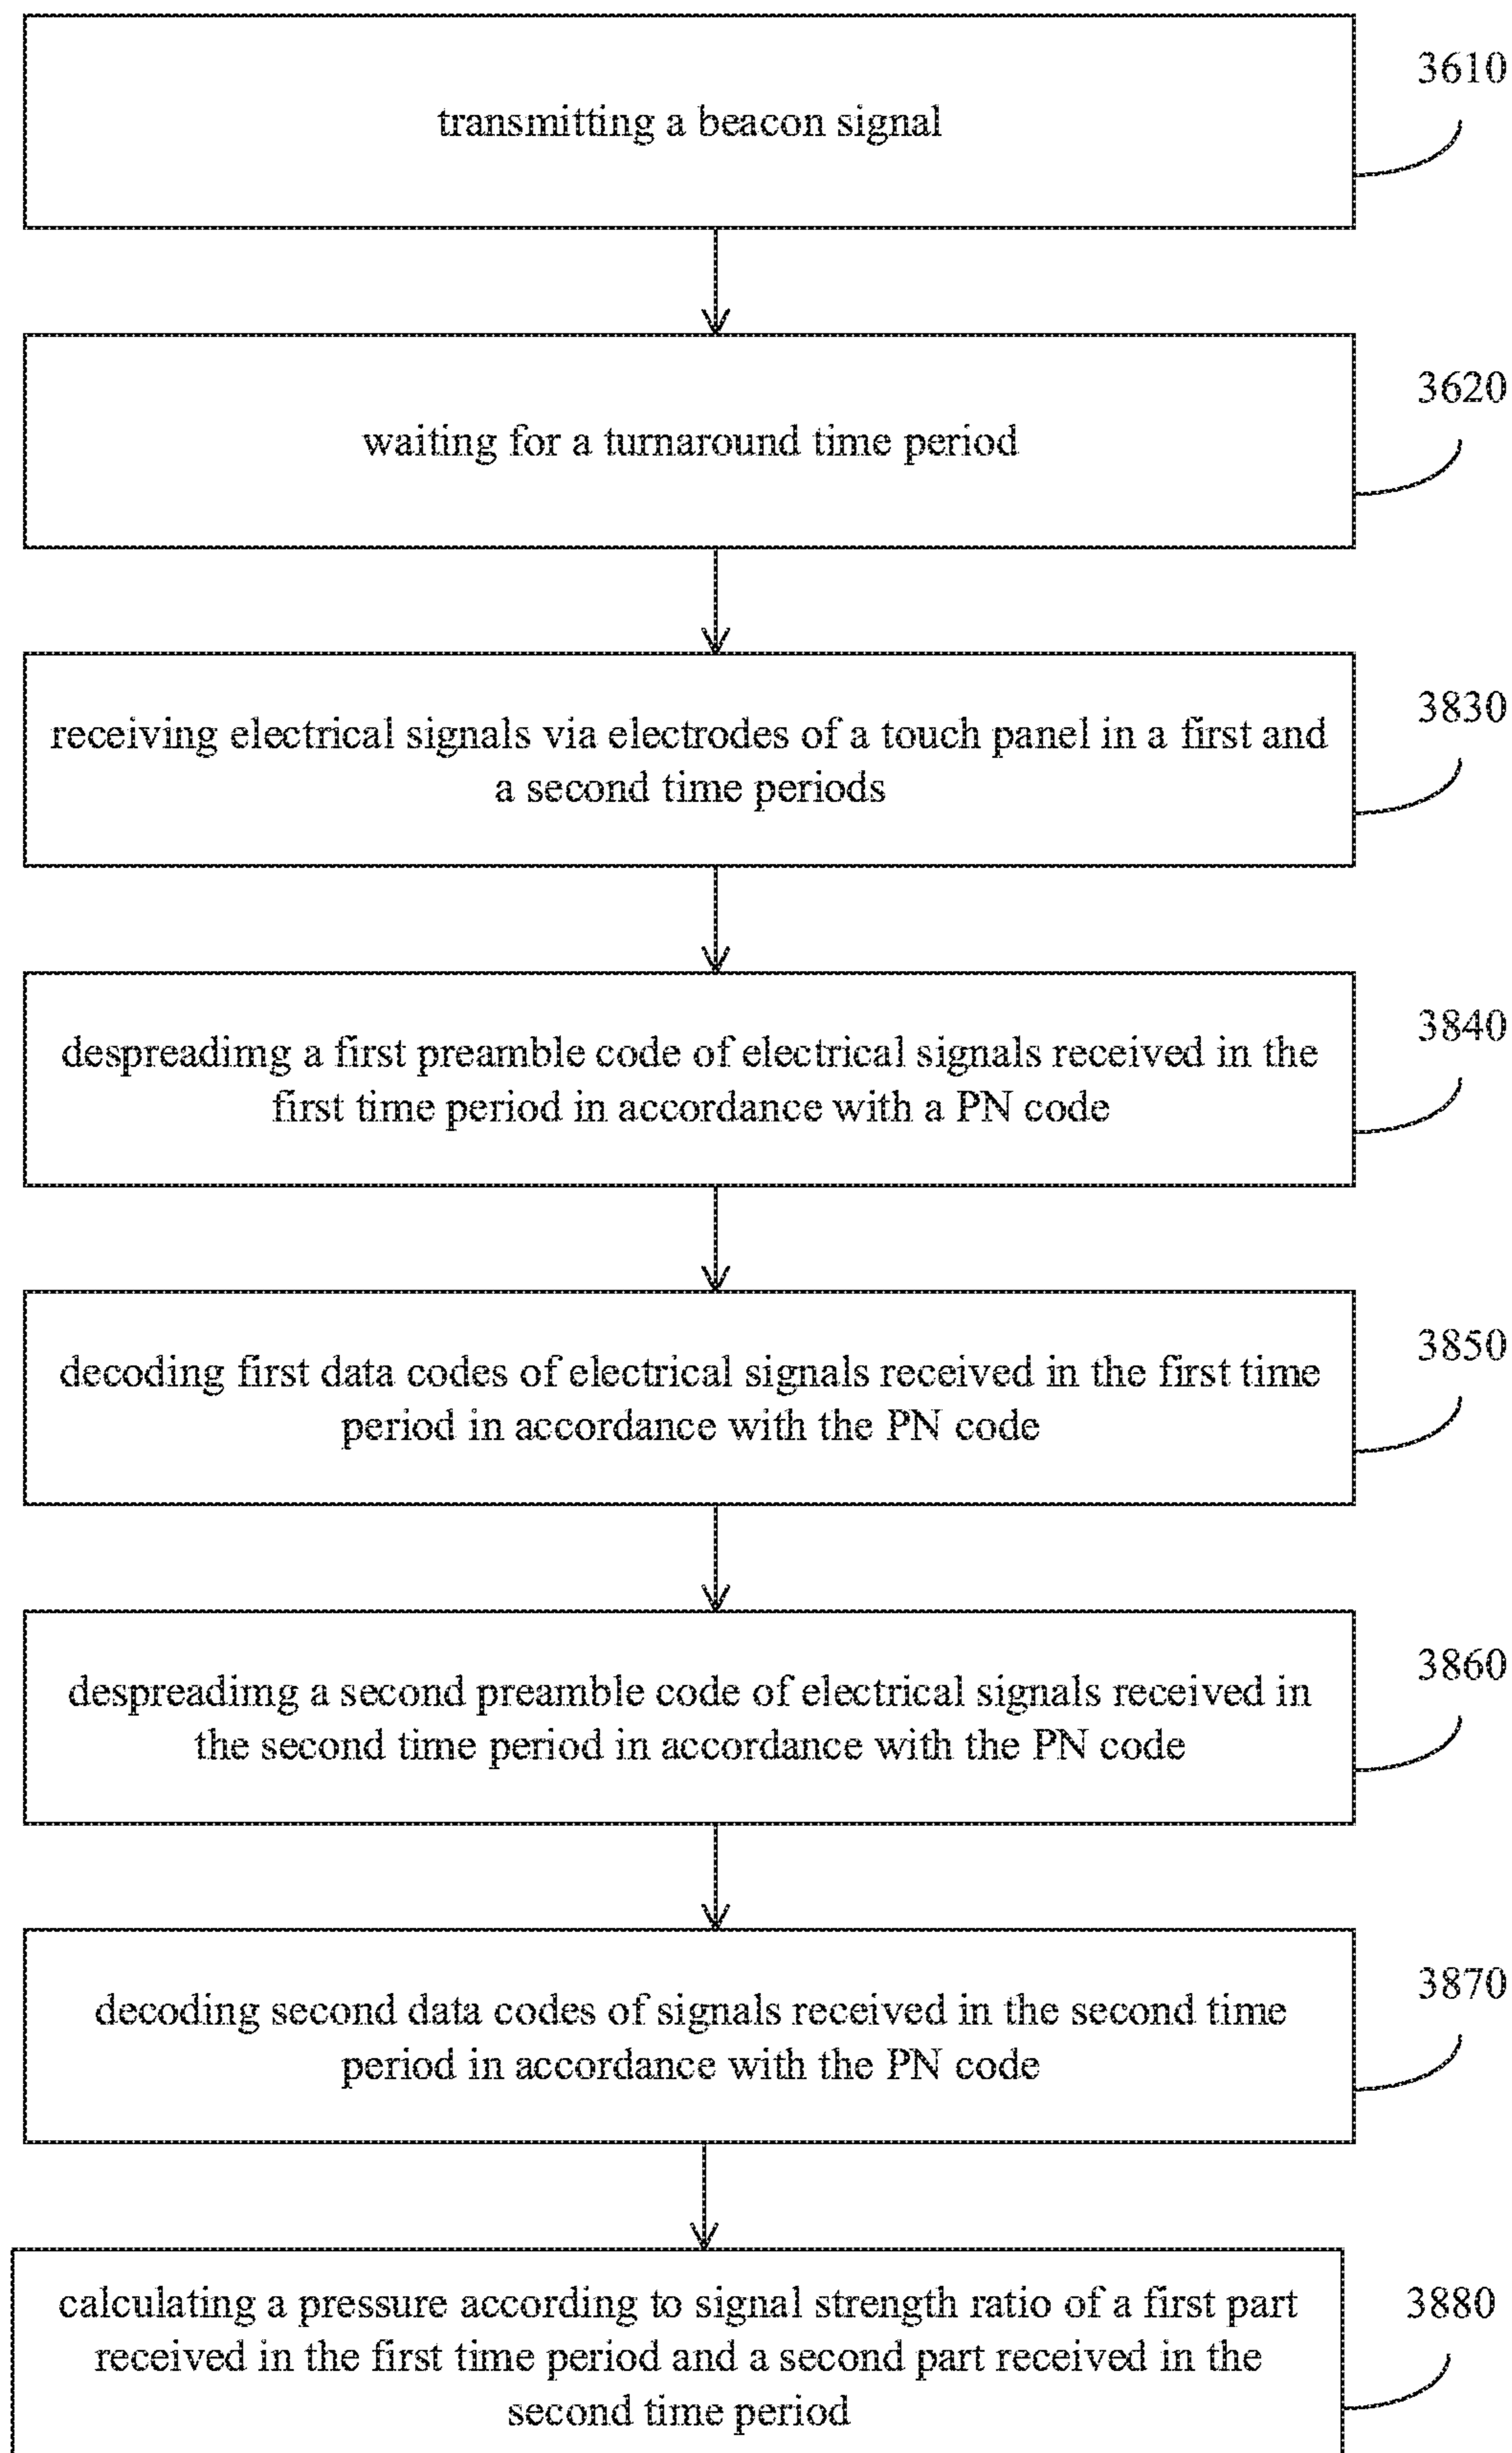 3610
transmitting a beacon signal
3620
waiting for a turnaround time period
3830
receiving electrical signals via electrodes of a touch panel in a first and
a second time periods
3840
despreadimg a first preamble code of electrical signals received in the
first time period in accordance with a PN code
3850
decoding first data codes of electrical signals received in the first time
period in accordance with the PN code
3860
despreadimg a second preamble code of electrical signals received in
the second time period in accordance with the PN code
3870
decoding second data codes of signals received in the second time
period in accordance with the PN code
3880
calculating a pressure according to signal strength ratio of a first part
received in the first time period and a second part received in the
second time period